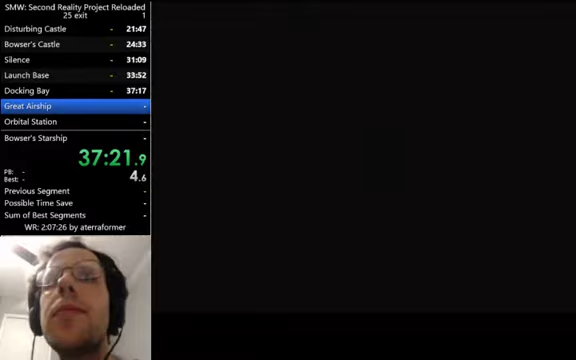 SMW: Second Reality Project Reloaded
25 exit 1
Disturbing Castle - 21:47
Bowser's Castle - 24:33
Silence - 31:09
Launch Base - 33:52
Docking Bay - 37:17
Great Airship -
Orbital Station -
Bowser's Starship -
37:21.9
PB: -
Best: - 4.6
Previous Segment -
Possible Time Save -
Sum of Best Segments -
WR: 2:07:26 by aterraformer